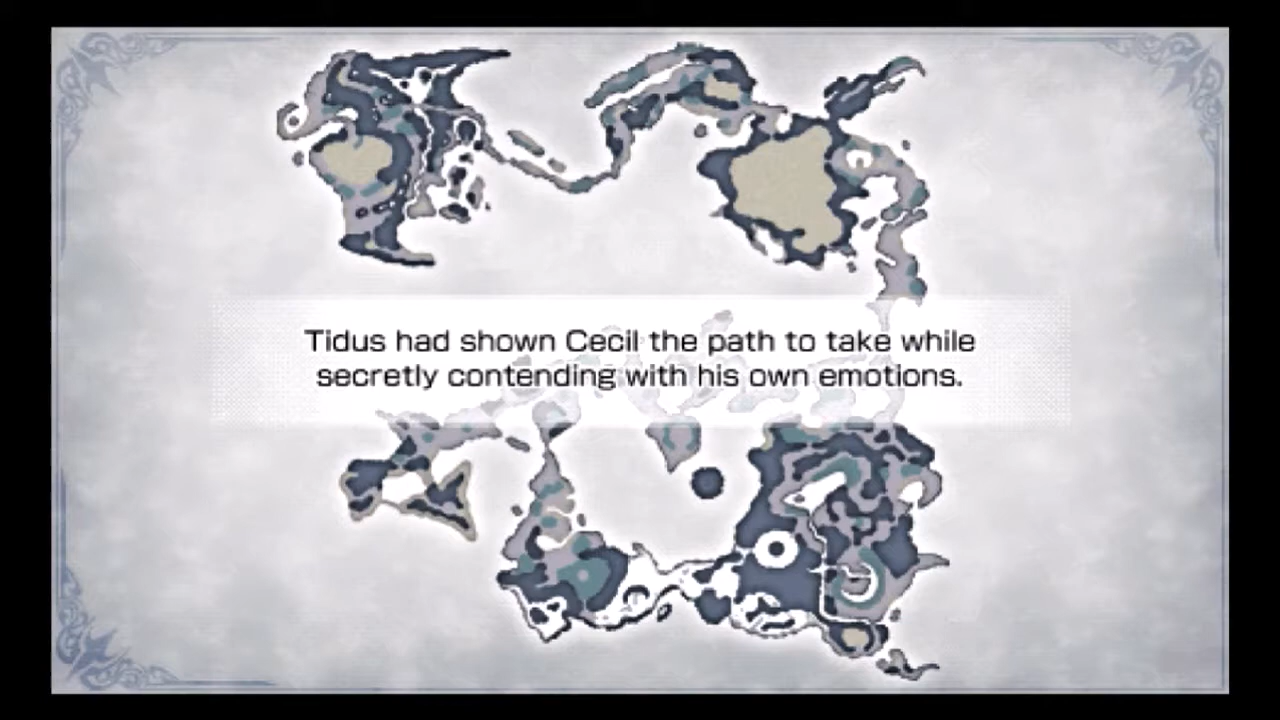 Tidus had shown Cecil the path to take while
secretly contending with his own emotions.